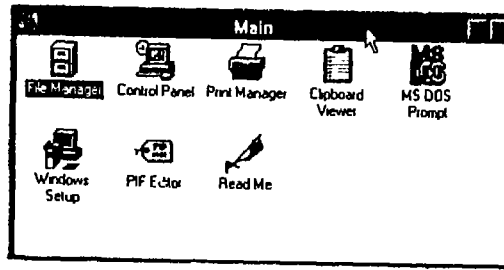 Main
File Manager Control Panel Print Manager Clipboard Viewer MS DOS Prompt
Windows Setup PIF Editor Read Me